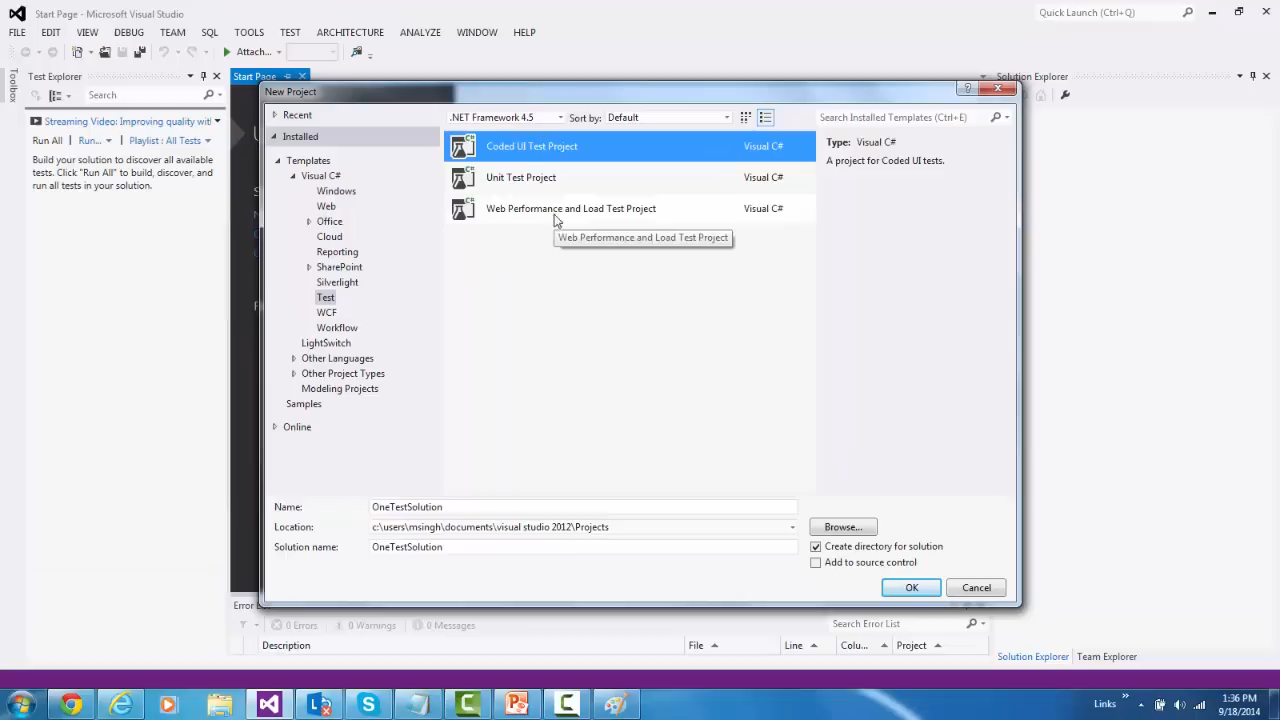 Start Page - Microsoft Visual Studio
Quick Launch (Ctrl+Q)
FILE EDIT VIEW DEBUG TEAM SQL TOOLS TEST ARCHITECTURE ANALYZE WINDOW HELP
Attach...
Toolbox
Test Explorer
Start Page
Solution Explorer
Search
Streaming Video: Improving quality wit
Run All Run... Playlist : All Tests
Build your solution to discover all available
tests. Click "Run All" to build, discover, and
run all tests in your solution.
New Project
Recent
.NET Framework 4.5
Sort by: Default
Search Installed Templates (Ctrl+E)
Installed
Templates
Visual C#
Windows
Web
Office
Cloud
Reporting
SharePoint
Silverlight
Test
WCF
Workflow
LightSwitch
Other Languages
Other Project Types
Modeling Projects
Samples
Online
Coded UI Test Project Visual C#
Unit Test Project Visual C#
Web Performance and Load Test Project Visual C#
Web Performance and Load Test Project
Type: Visual C#
A project for Coded UI tests.
Name: OneTestSolution
Location: c:\users\msingh\documents\visual studio 2012\Projects
Browse...
Solution name: OneTestSolution
Create directory for solution
Add to source control
OK Cancel
Error
0 Errors 0 Warnings 0 Messages
Search Error List
Description File Line Colu... Project
Solution Explorer Team Explorer
Links
1:36 PM
9/18/2014